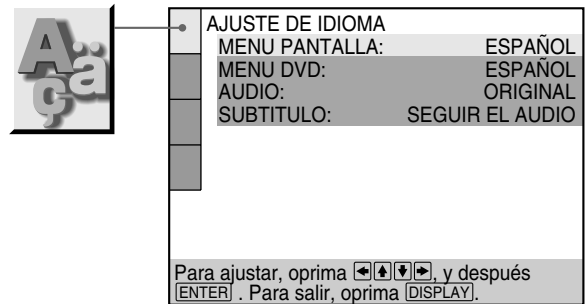 Aäç
AJUSTE DE IDIOMA
MENU PANTALLA: ESPAÑOL
MENU DVD: ESPAÑOL
AUDIO: ORIGINAL
SUBTITULO: SEGUIR EL AUDIO
Para ajustar, oprima ←↑↓→, y después
ENTER . Para salir, oprima DISPLAY.